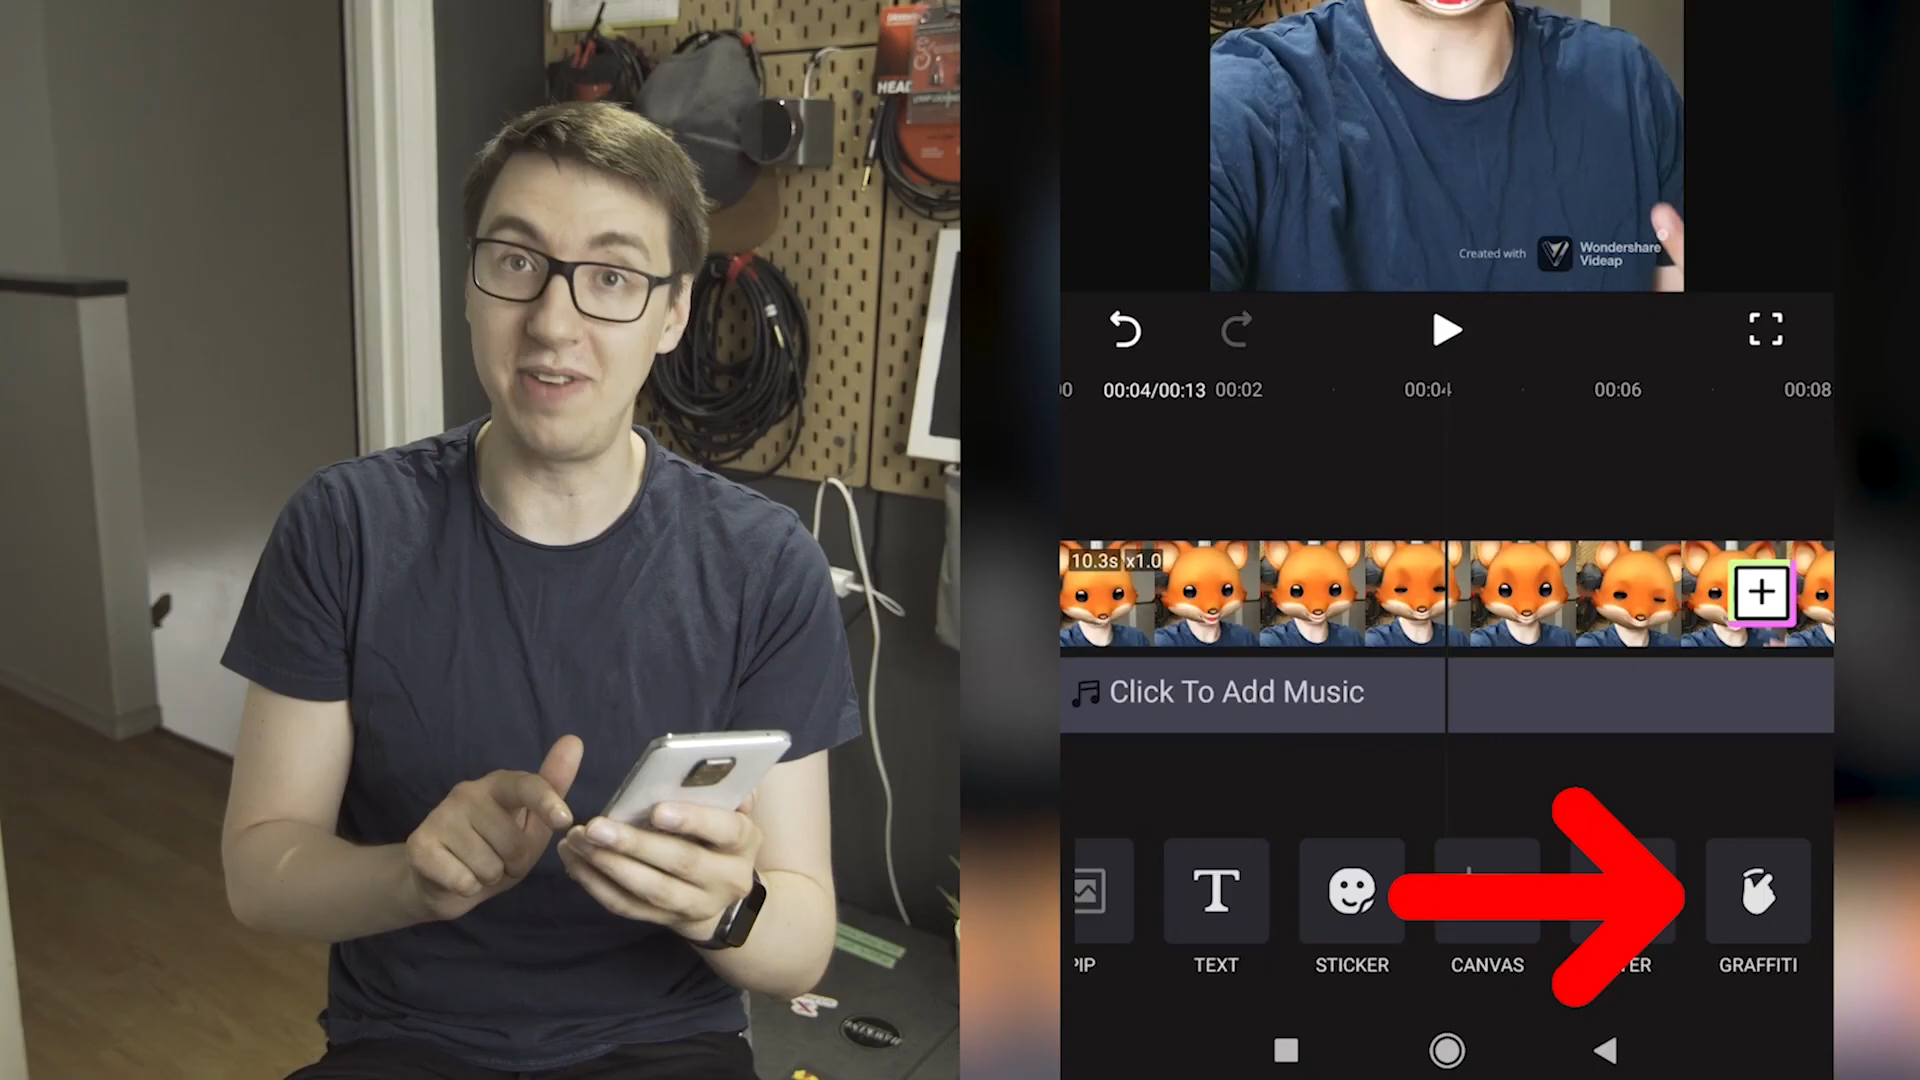 HEAD
Created with
Wondershare
Videap
00:04/00:13 00:02 00:04 00:06 00:08
10.3s x1.0
Click To Add Music
TEXT
STICKER
CANVAS
GRAFFITI